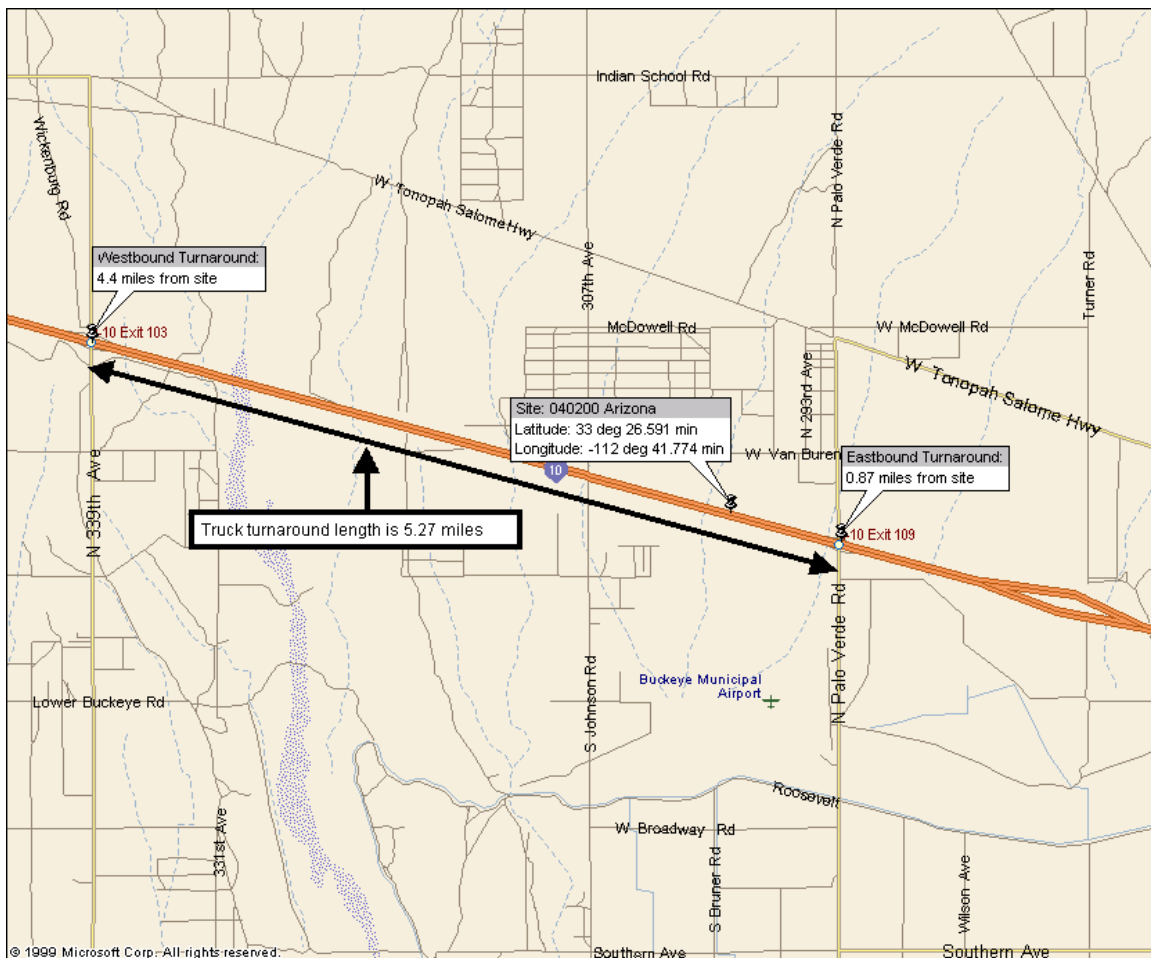 Indian School Rd
Wickenburg Rd
N Palo Verde Rd
W Tonopah Salome Hwy
307th Ave
Turner Rd
Westbound Turnaround:
4.4 miles from site
10 Exit 103
McDowell Rd
W McDowell Rd
W Tonopah Salome Hwy
N 293rd Ave
Site: 040200 Arizona
Latitude: 33 deg 26.591 min
Longitude: -112 deg 41.774 min
W Van Buren
Eastbound Turnaround:
0.87 miles from site
10
N 339th Ave
Truck turnaround length is 5.27 miles
10 Exit 109
N Palo Verde Rd
Buckeye Municipal
Airport
S Johnson Rd
Lower Buckeye Rd
Roosevelt
W Broadway Rd
331st Ave
S Bruner Rd
Wilson Ave
© 1999 Microsoft Corp. All rights reserved.
Southern Ave
Southern Ave